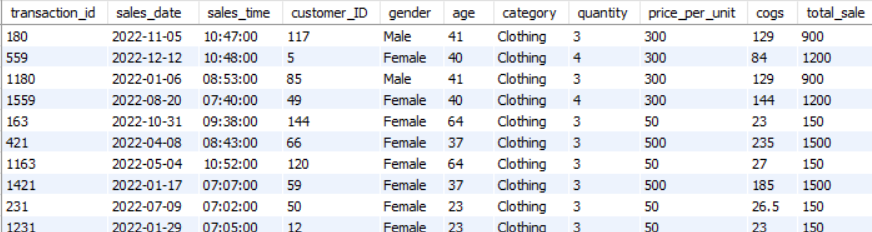 transaction_id sales_date sales_time customer_ID gender age category quantity price_per_unit cogs total_sale
180 2022-11-05 10:47:00 117 Male 41 Clothing 3 300 129 900
559 2022-12-12 10:48:00 5 Female 40 Clothing 4 300 84 1200
1180 2022-01-06 08:53:00 85 Male 41 Clothing 3 300 129 900
1559 2022-08-20 07:40:00 49 Female 40 Clothing 4 300 144 1200
163 2022-10-31 09:38:00 144 Female 64 Clothing 3 50 23 150
421 2022-04-08 08:43:00 66 Female 37 Clothing 3 500 235 1500
1163 2022-05-04 10:52:00 120 Female 64 Clothing 3 50 27 150
1421 2022-01-17 07:07:00 59 Female 37 Clothing 3 500 185 1500
231 2022-07-09 07:02:00 50 Female 23 Clothing 3 50 26.5 150
1231 2022-01-29 07:05:00 12 Female 23 Clothing 3 50 23 150